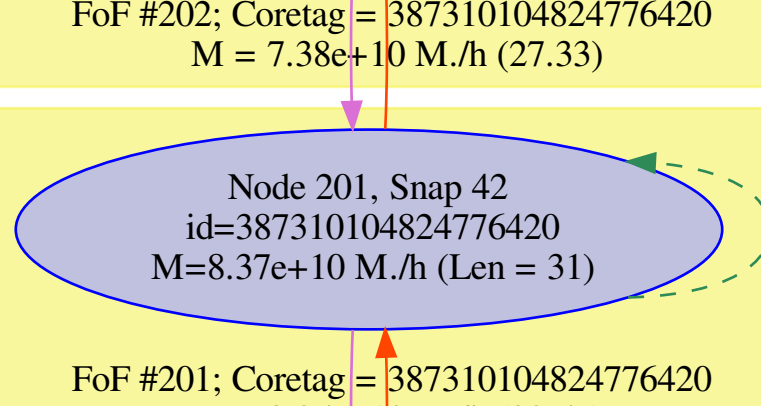 FoF #202; Coretag = 387310104824776420
M = 7.38e+10 M./h (27.33)
Node 201, Snap 42
id=387310104824776420
M=8.37e+10 M./h (Len = 31)
FoF #201; Coretag = 387310104824776420